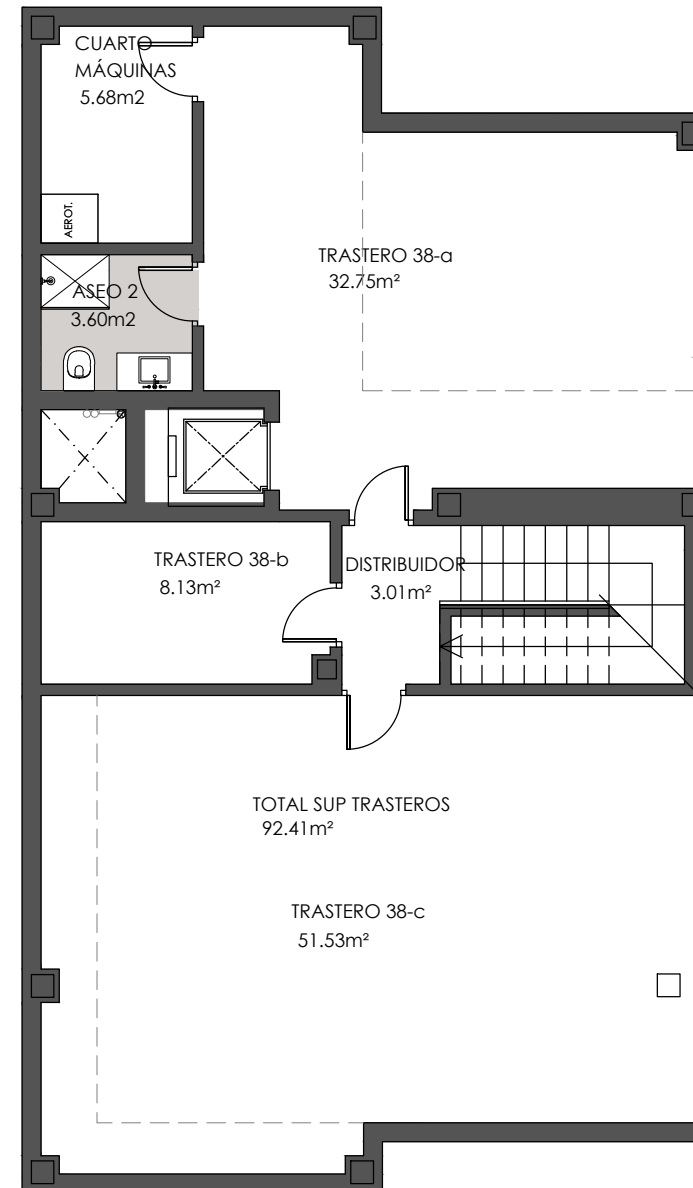 CUARTO
MÁQUINAS
5.68m2
AEROT.
TRASTERO 38-a
32.75m²
ASEO 2
3.60m2
TRASTERO 38-b
8.13m²
DISTRIBUIDOR
3.01m²
TOTAL SUP TRASTEROS
92.41m²
TRASTERO 38-c
51.53m²